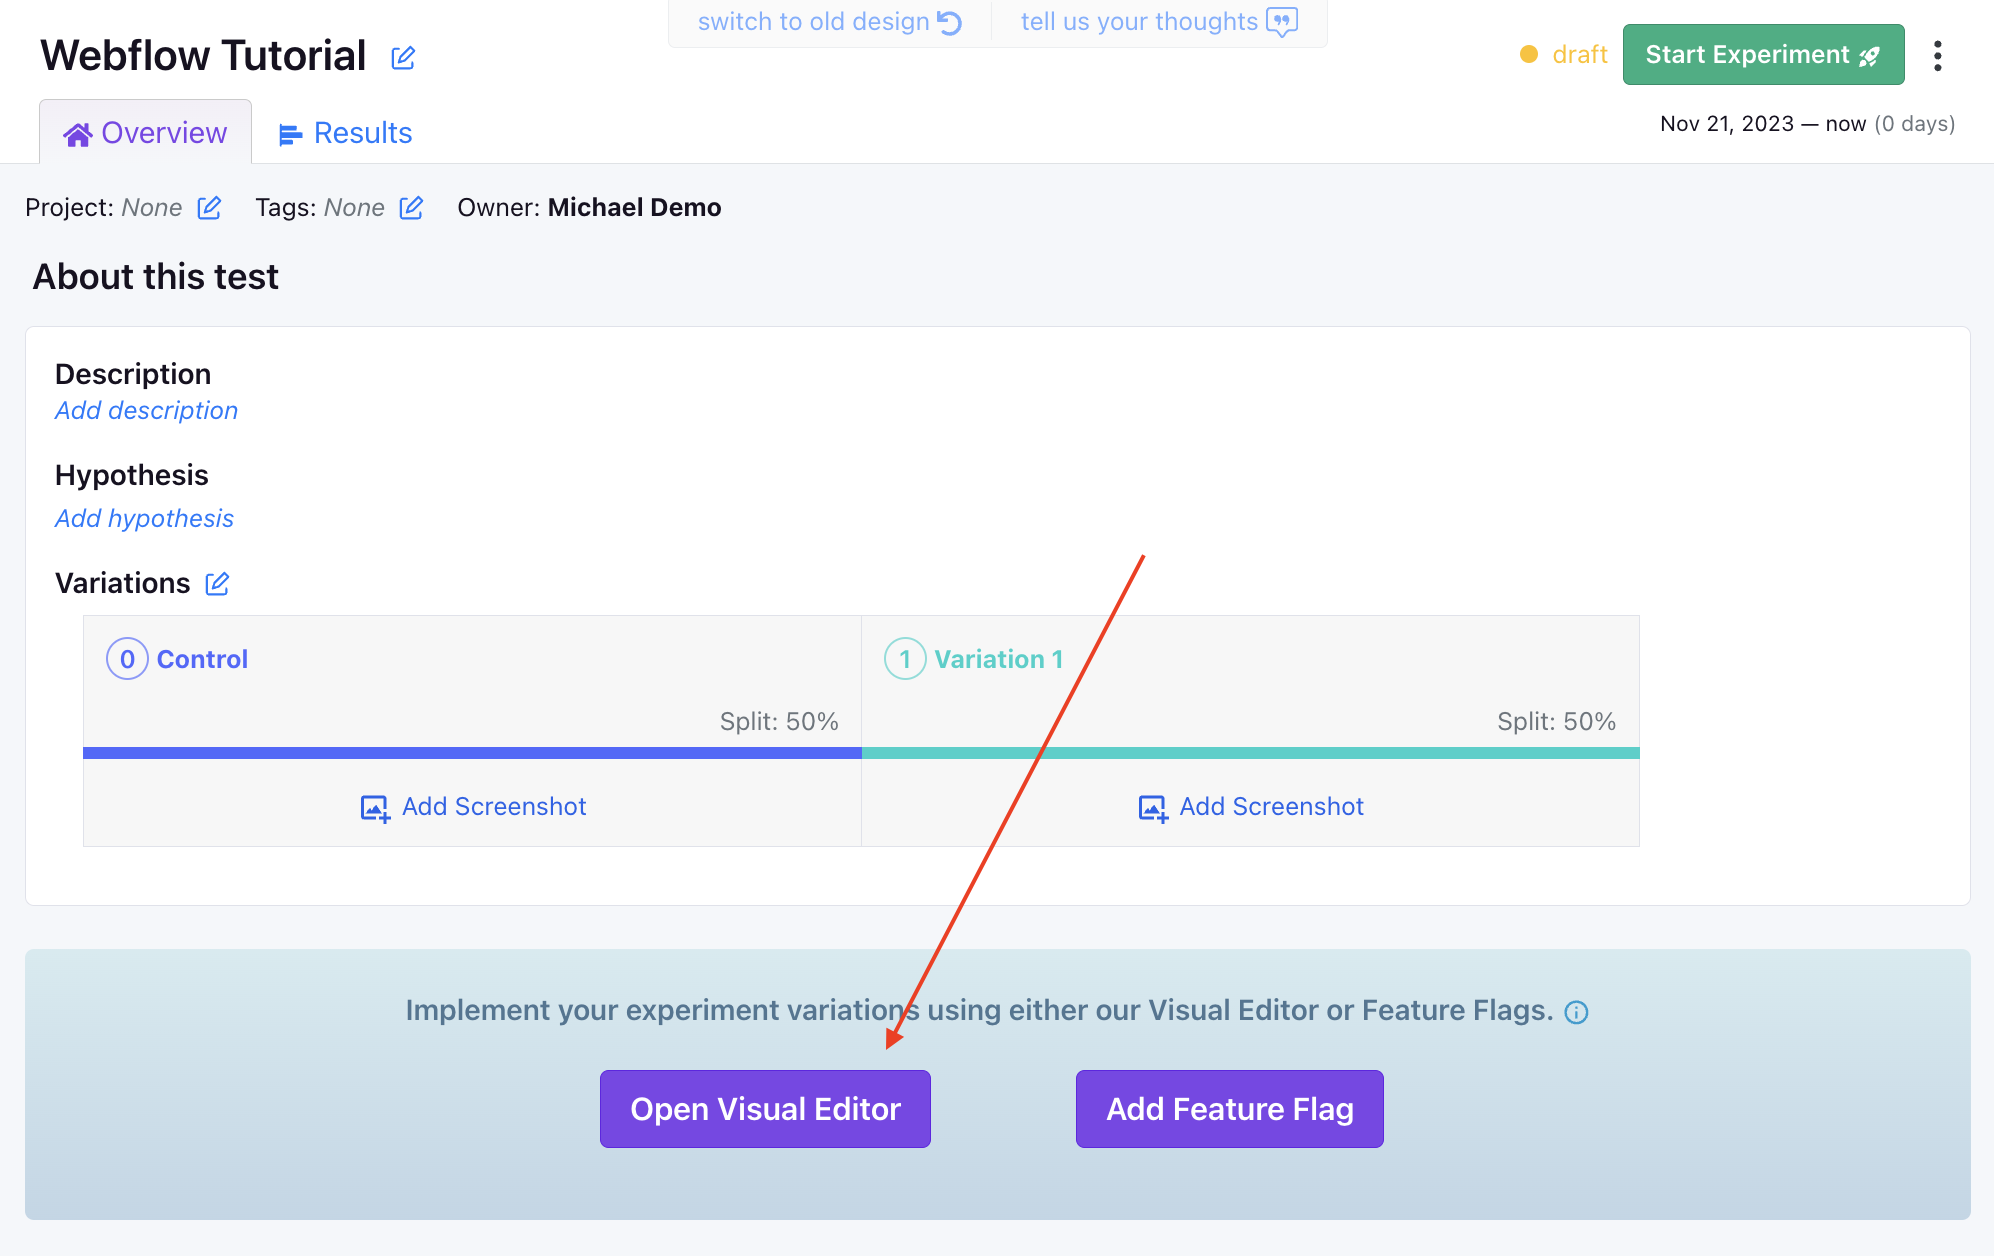 switch to old design
tell us your thoughts
Webflow Tutorial
draft
Start Experiment
Overview
Results
Nov 21, 2023 — now (0 days)
Project: None
Tags: None
Owner: Michael Demo
About this test
Description
Add description
Hypothesis
Add hypothesis
Variations
0 Control
Split: 50%
Add Screenshot
1 Variation 1
Split: 50%
Add Screenshot
Implement your experiment variations using either our Visual Editor or Feature Flags.
Open Visual Editor
Add Feature Flag